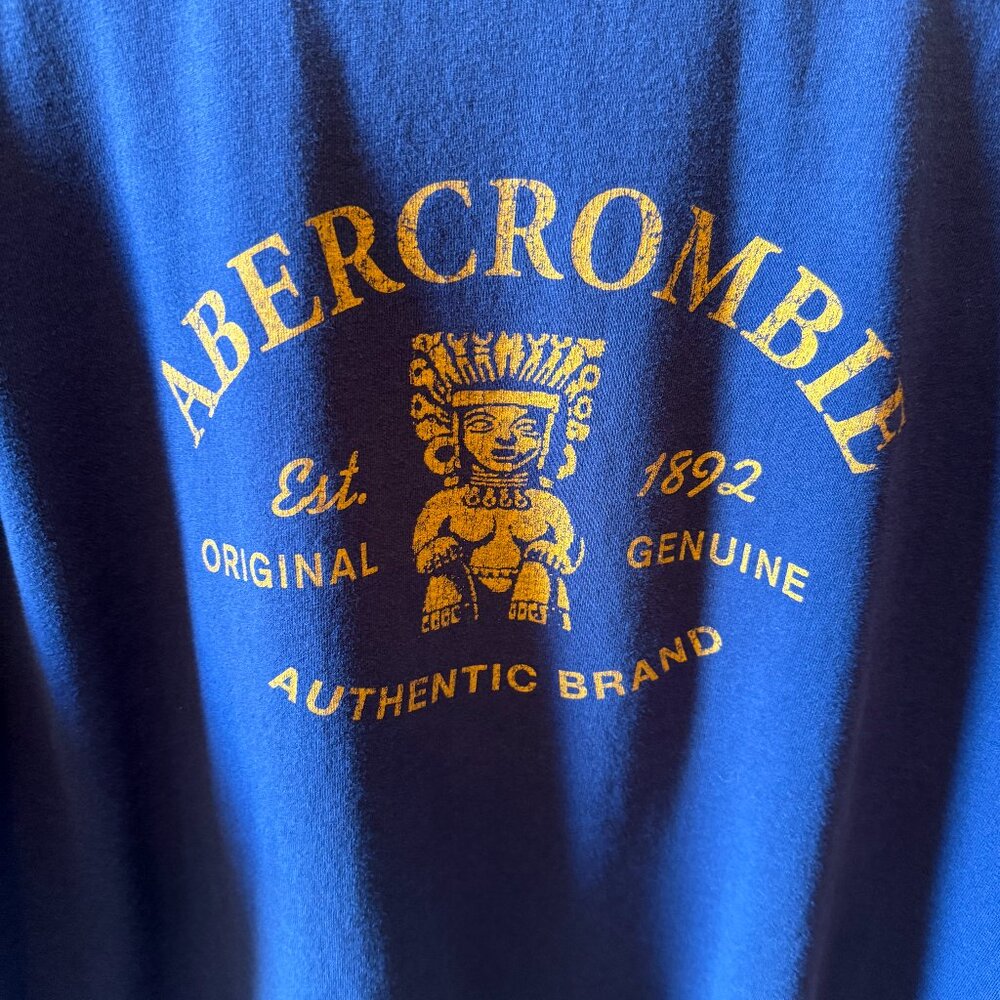 ABERCROMBIE
Est. 1892
ORIGINAL GENUINE
AUTHENTIC BRAND